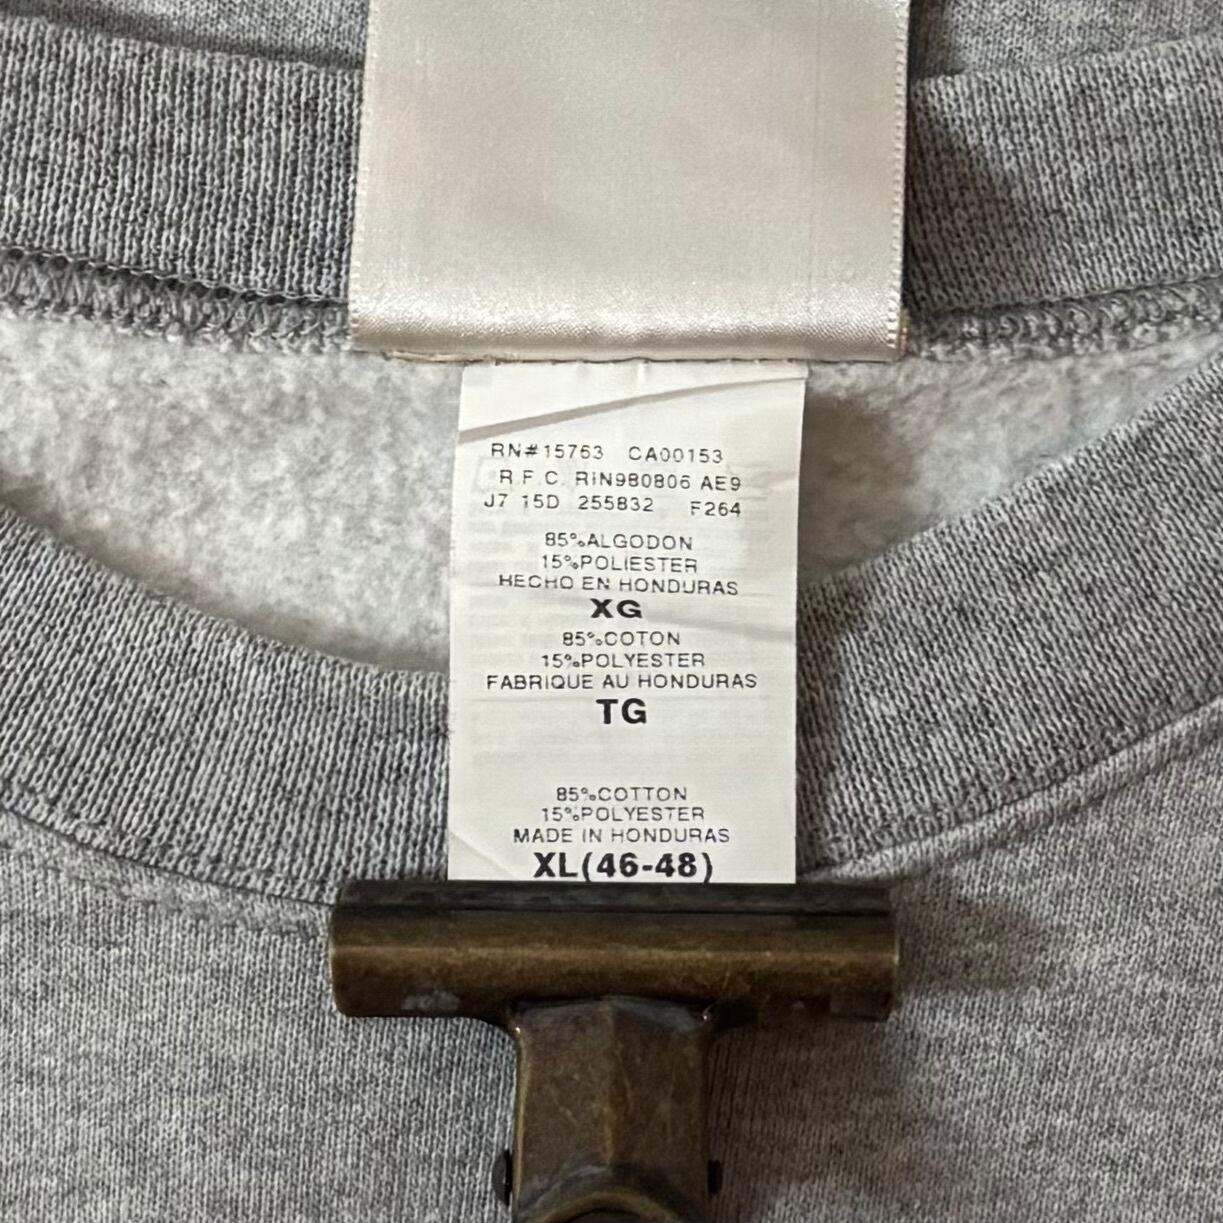 RN#15763 CA00153
R.F.C. RIN980806 AE9
J7 15D 255832 F264
85%ALGODON
15%POLIESTER
HECHO EN HONDURAS
XG
85%COTON
15%POLYESTER
FABRIQUE AU HONDURAS
TG
85%COTTON
15%POLYESTER
MADE IN HONDURAS
XL(46-48)